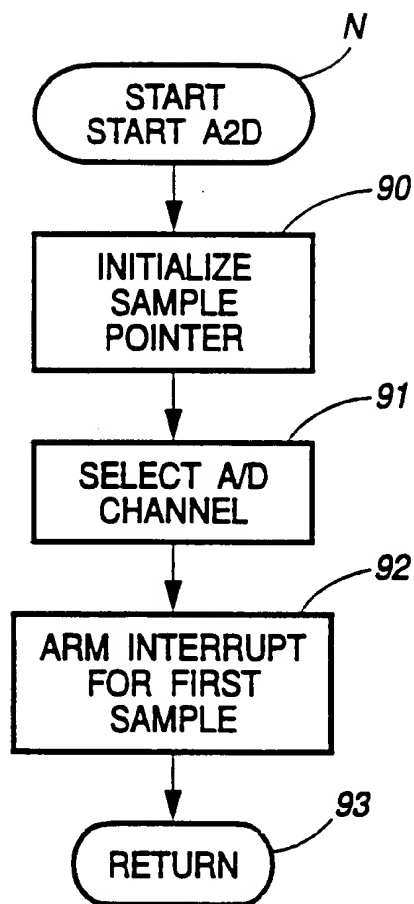 N
START
START A2D
90
INITIALIZE
SAMPLE
POINTER
91
SELECT A/D
CHANNEL
92
ARM INTERRUPT
FOR FIRST
SAMPLE
93
RETURN